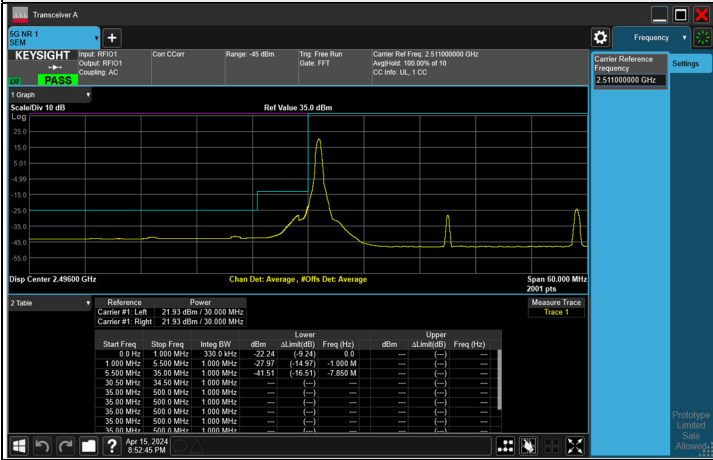 Transceiver A
5G NR 1
SEM
Frequency
KEYSIGHT
Input: RFIO1
Output: RFIO1
Coupling: AC
Corr CCorr
Range: -45 dBm
Trig: Free Run
Gate: FFT
Carrier Ref Freq: 2.511000000 GHz
Avg|Hold: 100.00% of 10
CC Info: UL, 1 CC
PASS
Carrier Reference
Frequency
2.511000000 GHz
Settings
1 Graph
Scale/Div 10 dB
Ref Value 35.0 dBm
Log
25.0
15.0
5.01
-4.99
-15.0
-25.0
-35.0
-45.0
-55.0
Disp Center 2.49600 GHz
Chan Det: Average , #Offs Det: Average
Span 60.000 MHz
2001 pts
2 Table
Reference Power
Carrier #1: Left 21.93 dBm / 30.000 MHz
Carrier #1: Right 21.93 dBm / 30.000 MHz
Measure Trace
Trace 1
Lower Upper
Start Freq Stop Freq Integ BW dBm ΔLimit(dB) Freq (Hz) dBm ΔLimit(dB) Freq (Hz)
0.0 Hz 1.000 MHz 330.0 kHz -22.24 (-9.24) 0.0 --- (---) ---
1.000 MHz 5.500 MHz 1.000 MHz -27.97 (-14.97) -1.000 M --- (---) ---
5.500 MHz 35.00 MHz 1.000 MHz -41.51 (-16.51) -7.850 M --- (---) ---
30.50 MHz 34.50 MHz 1.000 MHz --- (---) --- --- (---) ---
35.00 MHz 500.0 MHz 1.000 MHz --- (---) --- --- (---) ---
35.00 MHz 500.0 MHz 1.000 MHz --- (---) --- --- (---) ---
35.00 MHz 500.0 MHz 1.000 MHz --- (---) --- --- (---) ---
35.00 MHz 500.0 MHz 1.000 MHz --- (---) --- --- (---) ---
35.00 MHz 500.0 MHz 1.000 MHz --- (---) --- --- (---) ---
Prototype
Limited
Sale
Allowed
?
Apr 15, 2024
8:52:45 PM